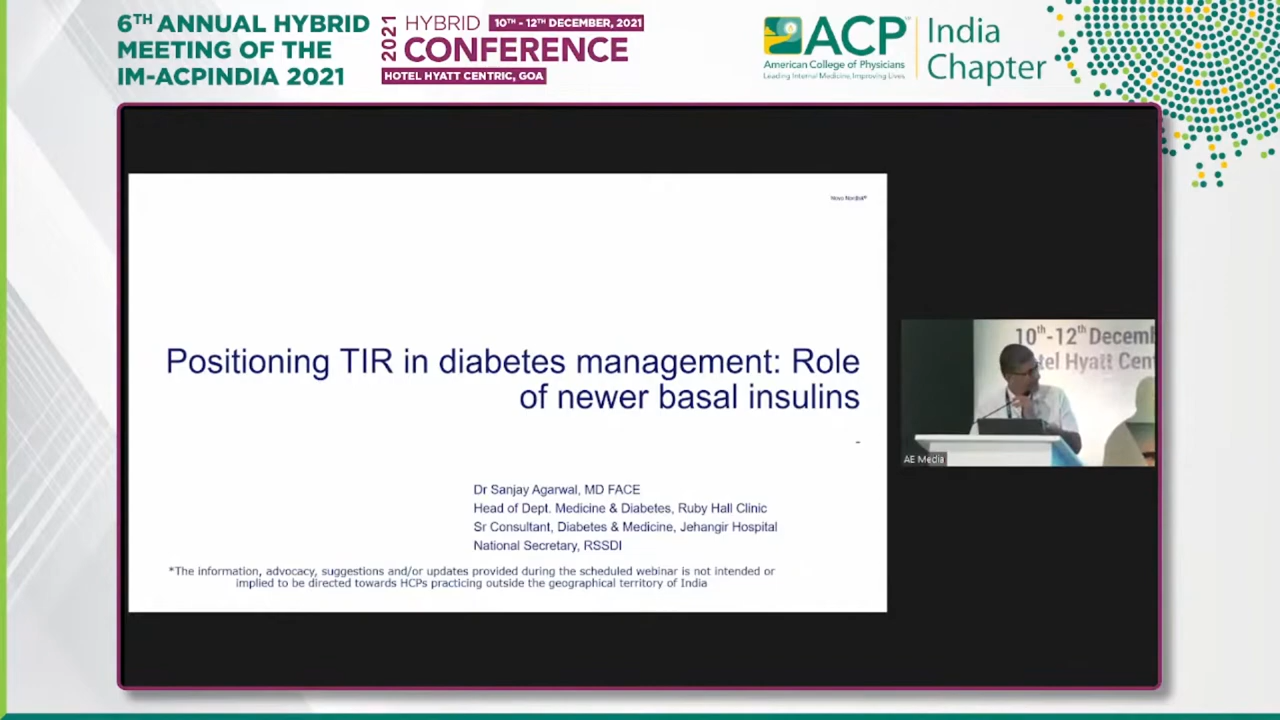 6TH ANNUAL HYBRID
MEETING OF THE
IM-ACPINDIA 2021
2021
HYBRID 10TH - 12TH DECEMBER, 2021
CONFERENCE
HOTEL HYATT CENTRIC, GOA
ACP
American College of Physicians
Leading Internal Medicine, Improving Lives
India
Chapter
Novo Nordisk®
Positioning TIR in diabetes management: Role
of newer basal insulins
-
Dr Sanjay Agarwal, MD FACE
Head of Dept. Medicine & Diabetes, Ruby Hall Clinic
Sr Consultant, Diabetes & Medicine, Jehangir Hospital
National Secretary, RSSDI
*The information, advocacy, suggestions and/or updates provided during the scheduled webinar is not intended or
implied to be directed towards HCPs practicing outside the geographical territory of India
10th-12th Decemb
tel Hyatt Cent
AE Media